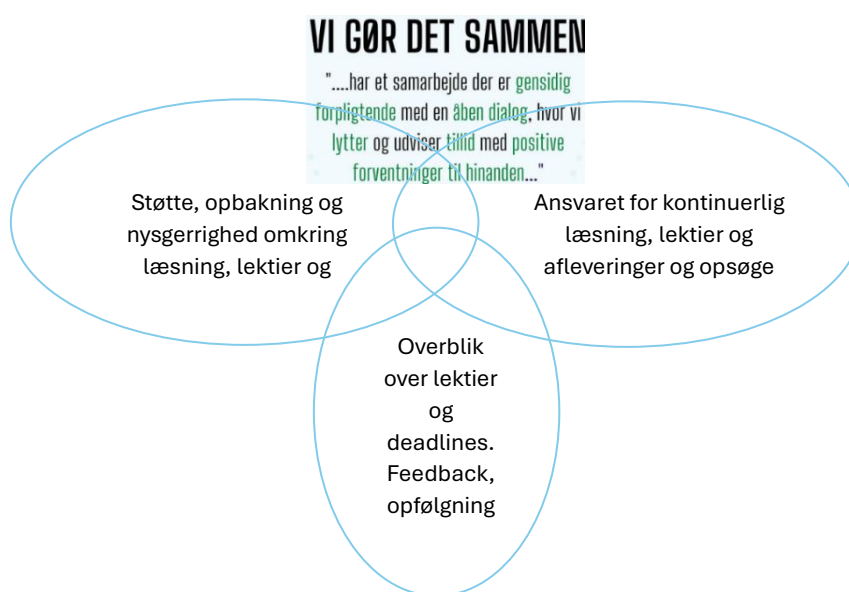 VI GØR DET SAMMEN
"....har et samarbejde der er gensidig
forpligtende med en åben dialog, hvor vi
lytter og udviser tillid med positive
forventninger til hinanden..."
Støtte, opbakning og
nysgerrighed omkring
læsning, lektier og
Ansvaret for kontinuerlig
læsning, lektier og
afleveringer og opsøge
Overblik
over lektier
og
deadlines.
Feedback,
opfølgning